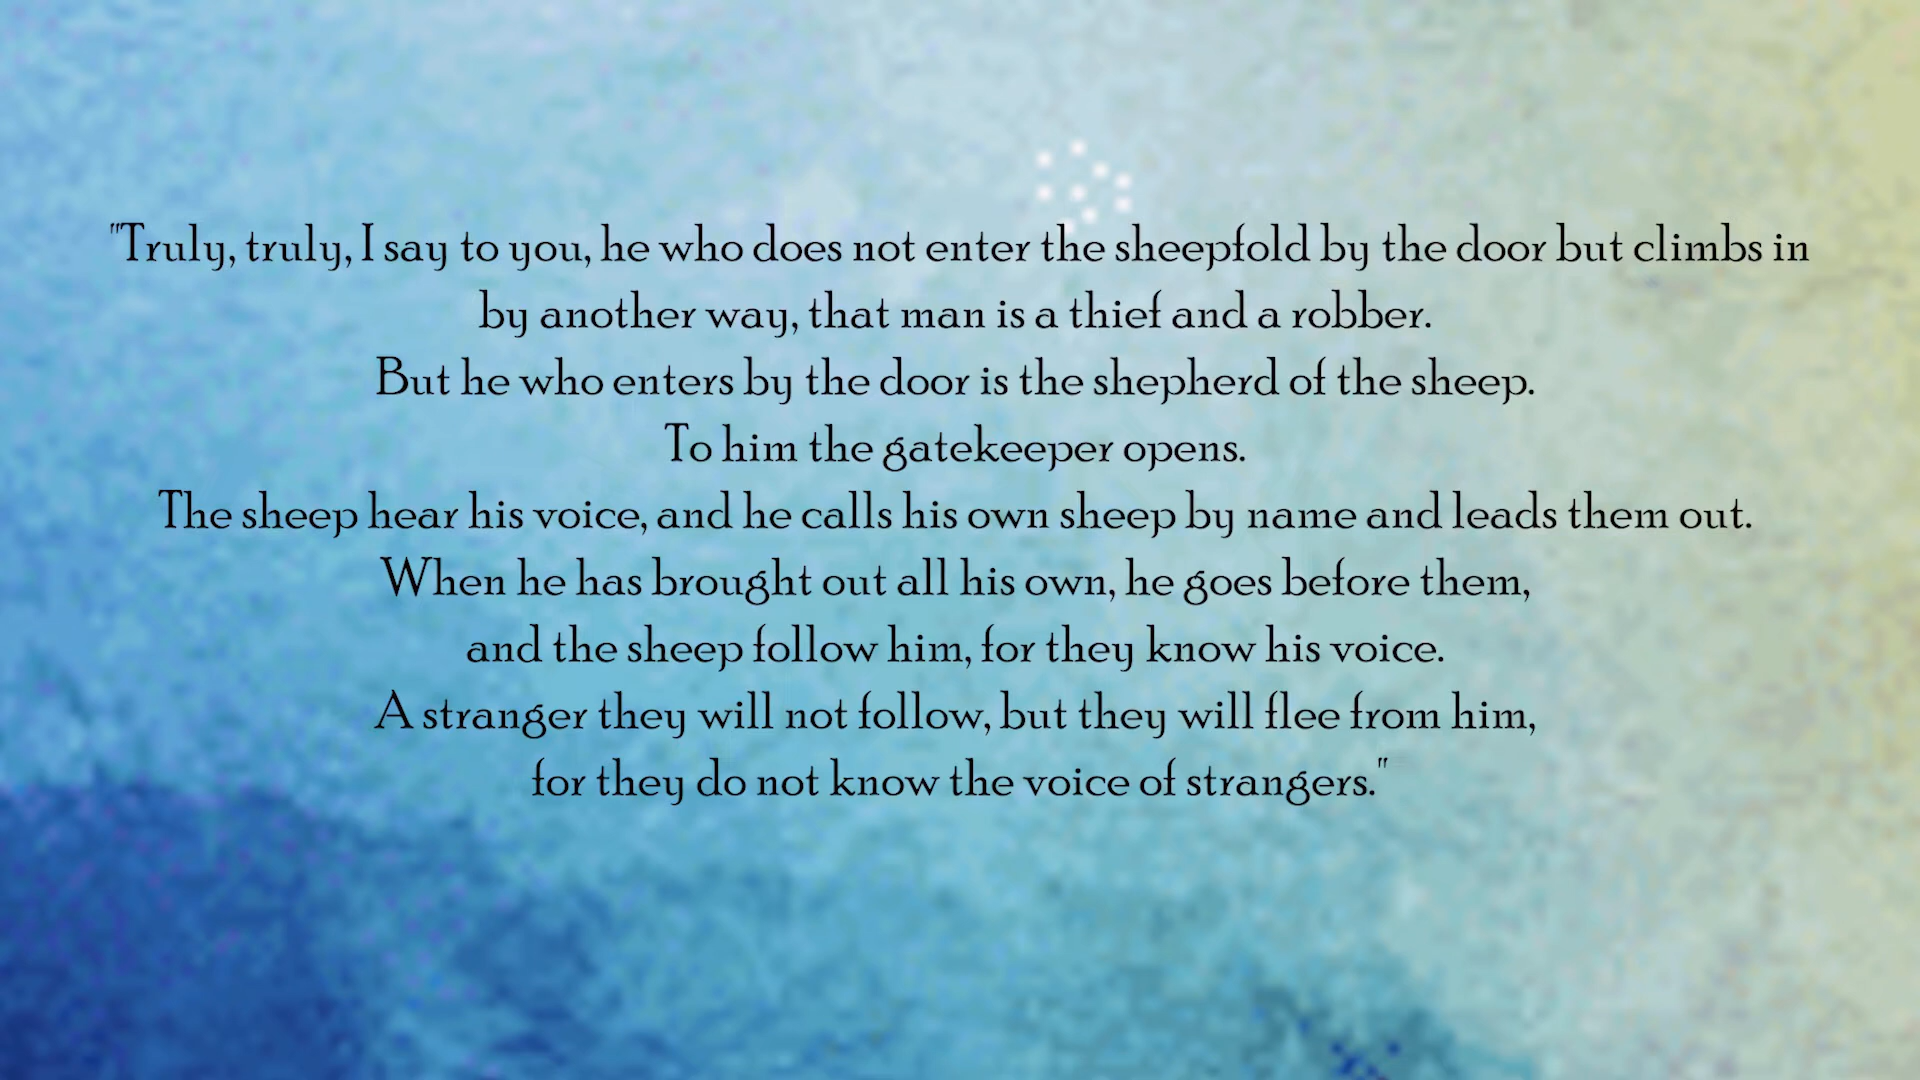 "Truly, truly, I say to you, he who does not enter the sheepfold by the door but climbs in
by another way, that man is a thief and a robber.
But he who enters by the door is the shepherd of the sheep.
To him the gatekeeper opens.
The sheep hear his voice, and he calls his own sheep by name and leads them out.
When he has brought out all his own, he goes before them,
and the sheep follow him, for they know his voice.
A stranger they will not follow, but they will flee from him,
for they do not know the voice of strangers."